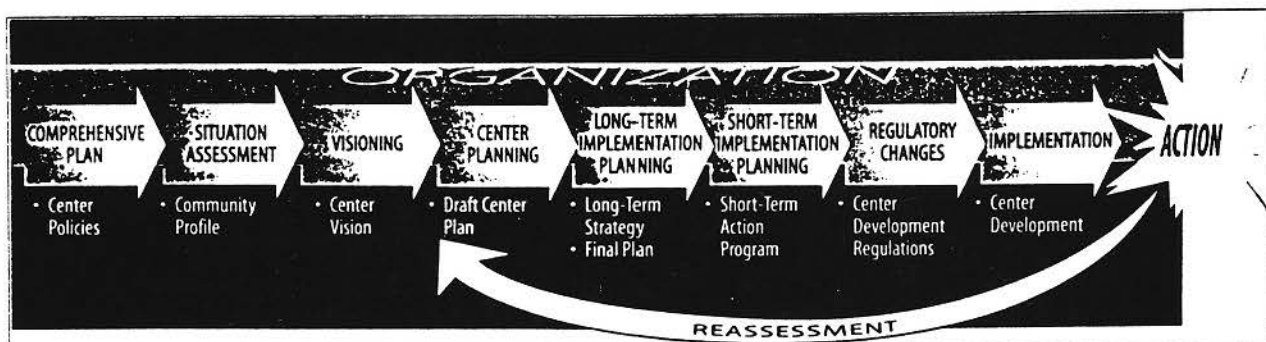 ORGANIZATION
COMPREHENSIVE
PLAN
• Center
Policies
SITUATION
ASSESSMENT
• Community
Profile
VISIONING
• Center
Vision
CENTER
PLANNING
• Draft Center
Plan
LONG-TERM
IMPLEMENTATION
PLANNING
• Long-Term
Strategy
• Final Plan
SHORT-TERM
IMPLEMENTATION
PLANNING
• Short-Term
Action
Program
REGULATORY
CHANGES
• Center
Development
Regulations
IMPLEMENTATION
• Center
Development
ACTION
REASSESSMENT